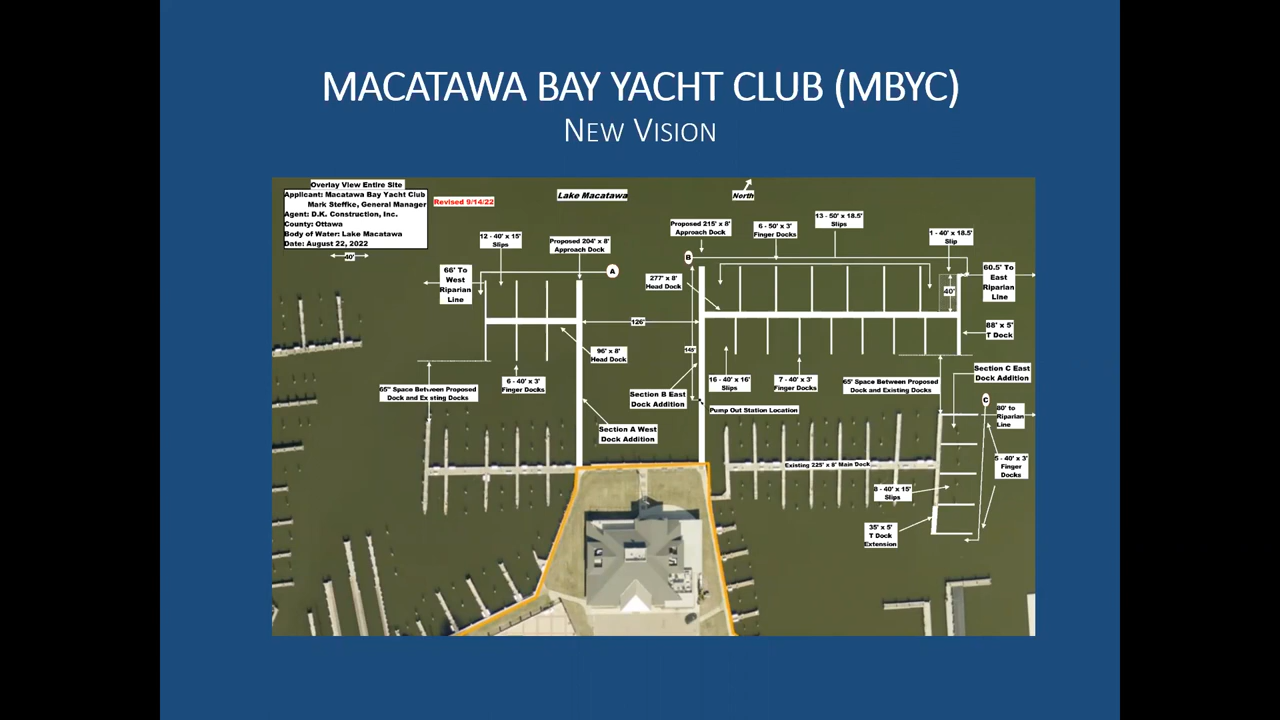 MACATAWA BAY YACHT CLUB (MBYC)
NEW VISION
Overlay View Entire Site
Applicant: Macatawa Bay Yacht Club
Mark Steffke, General Manager
Agent: D.K. Construction, Inc.
County: Ottawa
Body of Water: Lake Macatawa
Date: August 22, 2022
Revised 9/14/22
Lake Macatawa
North
40'
12 - 40' x 15'
Slips
Proposed 204' x 8'
Approach Dock
A
66' To
West
Riparian
Line
Proposed 215' x 8'
Approach Dock
6 - 50' x 3'
Finger Docks
13 - 50' x 18.5'
Slips
1 - 40' x 18.5'
Slip
B
277' x 8'
Head Dock
60.5' To
East
Riparian
Line
40'
126'
88' x 5'
T Dock
96' x 8'
Head Dock
145'
65" Space Between Proposed
Dock and Existing Docks
6 - 40' x 3'
Finger Docks
16 - 40' x 16'
Slips
7 - 40' x 3'
Finger Docks
65' Space Between Proposed
Dock and Existing Docks
Section C East
Dock Addition
Section B East
Dock Addition
Pump Out Station Location
C
80' to
Riparian
Line
Section A West
Dock Addition
Existing 225' x 8' Main Dock
5 - 40' x 3'
Finger
Docks
8 - 40' x 15'
Slips
35' x 5'
T Dock
Extension